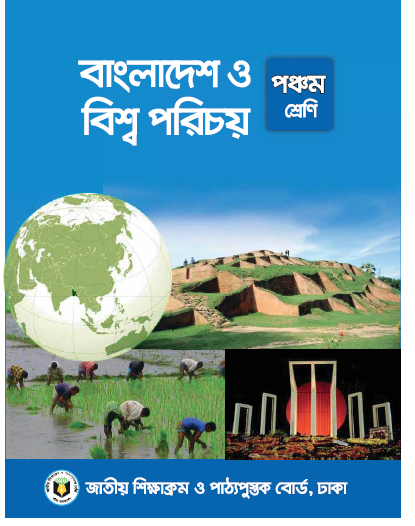 বাংলাদেশ ও
বিশ্ব পরিচয়
পঞ্চম
শ্রেণি
জাতীয় শিক্ষাক্রম ও পাঠ্যপুস্তক বোর্ড, ঢাকা